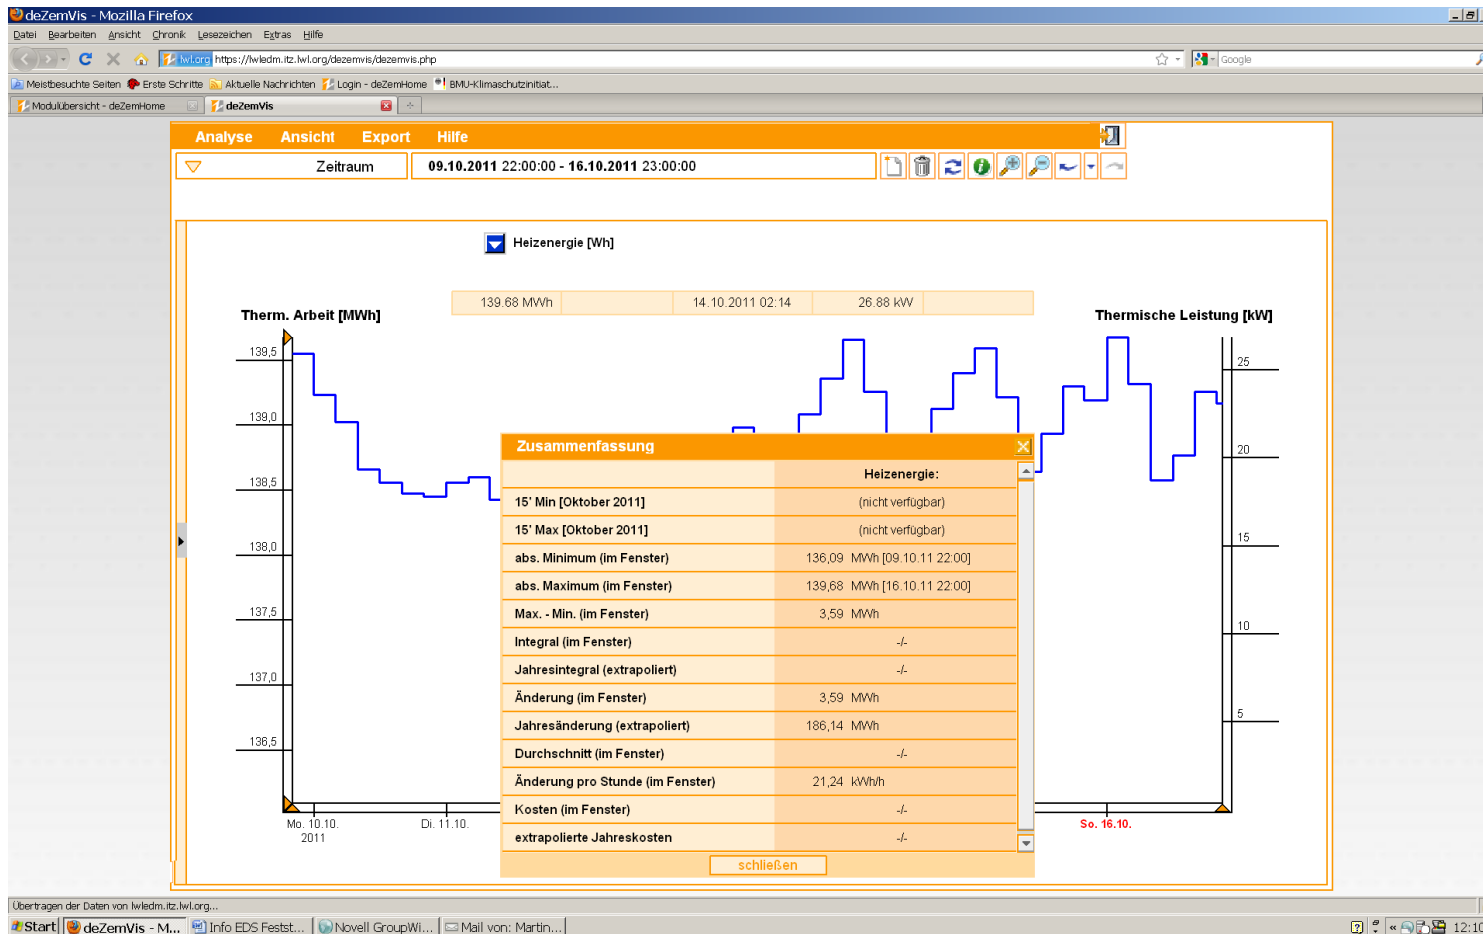 deZemVis - Mozilla Firefox
Datei Bearbeiten Ansicht Chronik Lesezeichen Extras Hilfe
lwl.org https://lwledm.itz.lwl.org/dezemvis/dezemvis.php
Google
Meistbesuchte Seiten Erste Schritte Aktuelle Nachrichten Login - deZemHome BMU-Klimaschutzinitiat...
Modulübersicht - deZemHome deZemVis
Analyse Ansicht Export Hilfe
Zeitraum 09.10.2011 22:00:00 - 16.10.2011 23:00:00
Heizenergie [Wh]
139.68 MWh 14.10.2011 02:14 26.88 kW
Therm. Arbeit [MWh] Thermische Leistung [kW]
139,5
139,0
138,5
138,0
137,5
137,0
136,5
25
20
15
10
5
Zusammenfassung
Heizenergie:
15' Min [Oktober 2011] (nicht verfügbar)
15' Max [Oktober 2011] (nicht verfügbar)
abs. Minimum (im Fenster) 136,09 MWh [09.10.11 22:00]
abs. Maximum (im Fenster) 139,68 MWh [16.10.11 22:00]
Max. - Min. (im Fenster) 3,59 MWh
Integral (im Fenster) -/-
Jahresintegral (extrapoliert) -/-
Änderung (im Fenster) 3,59 MWh
Jahresänderung (extrapoliert) 186,14 MWh
Durchschnitt (im Fenster) -/-
Änderung pro Stunde (im Fenster) 21,24 kWh/h
Kosten (im Fenster) -/-
extrapolierte Jahreskosten -/-
schließen
Mo. 10.10. Di. 11.10. So. 16.10.
2011
Übertragen der Daten von lwledm.itz.lwl.org...
Start deZemVis - M... Info EDS Festst... Novell GroupWi... Mail von: Martin... 12:10